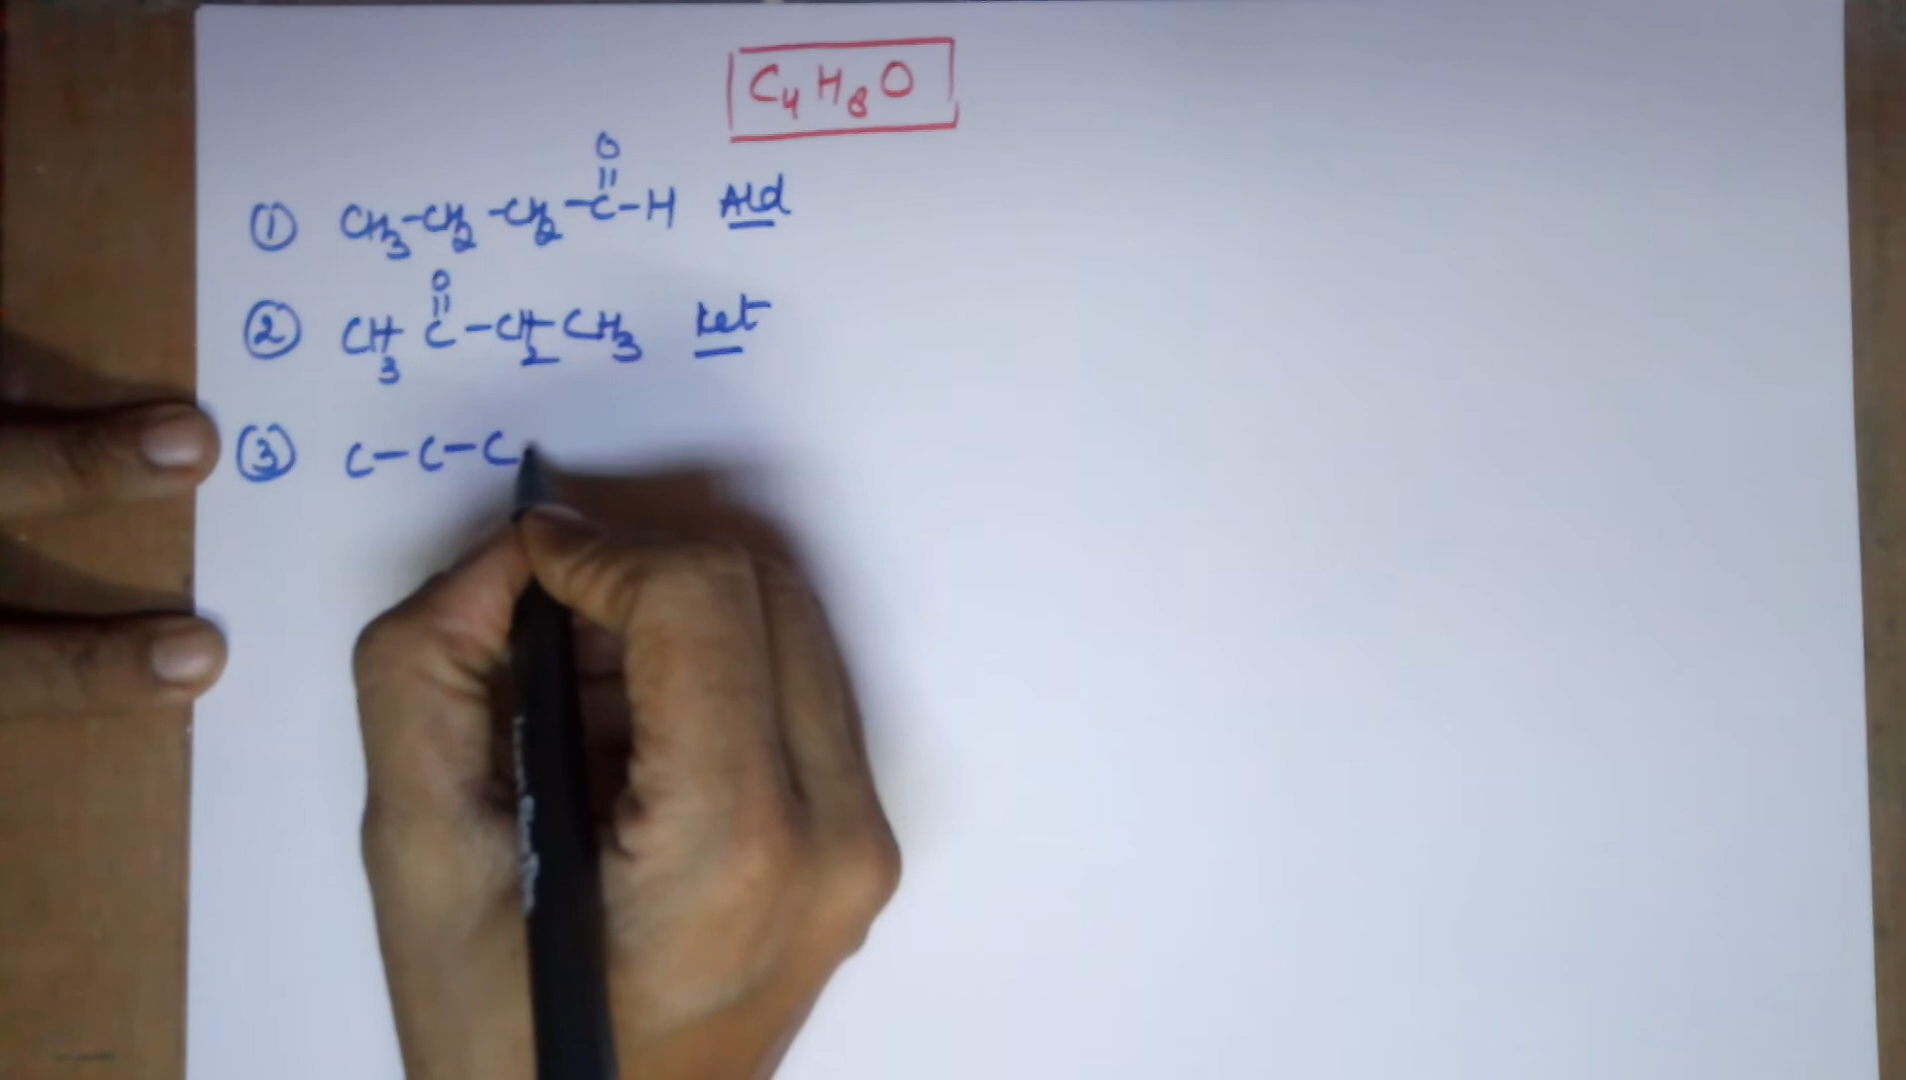 C4H8O
O
① CH3-CH2-CH2-C-H Ald
O
② CH3 C-CH2-CH3 ket
③ C-C-C